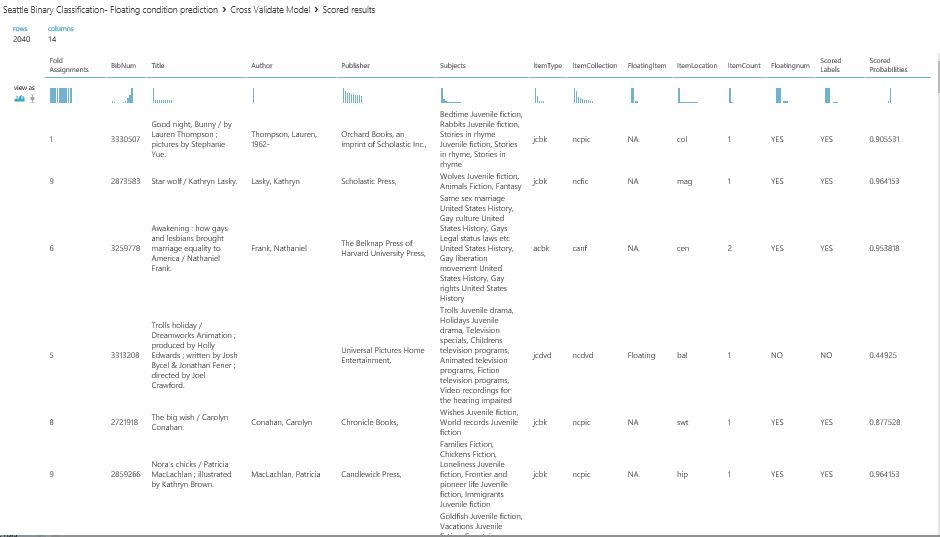 Seattle Binary Classification- Floating condition prediction > Cross Validate Model > Scored results
rows columns
2040 14
Fold Assignments BibNum Title Author Publisher Subjects ItemType ItemCollection FloatingItem ItemLocation ItemCount Floatingnum Scored Labels Scored Probabilities
view as
1 3330507 Good night, Bunny / by Lauren Thompson ; pictures by Stephanie Yue. Thompson, Lauren, 1962- Orchard Books, an imprint of Scholastic Inc., Bedtime Juvenile fiction, Rabbits Juvenile fiction, Stories in rhyme Juvenile fiction, Stories in rhyme, Stories in rhyme jcbk ncpic NA col 1 YES YES 0.905531
9 2873583 Star wolf / Kathryn Lasky. Lasky, Kathryn Scholastic Press, Wolves Juvenile fiction, Animals Fiction, Fantasy jcbk ncfic NA mag 1 YES YES 0.964153
6 3259778 Awakening : how gays and lesbians brought marriage equality to America / Nathaniel Frank. Frank, Nathaniel The Belknap Press of Harvard University Press, Same sex marriage United States History, Gay culture United States History, Gays Legal status laws etc United States History, Gay liberation movement United States History, Gay rights United States History acbk canf NA cen 2 YES YES 0.953818
5 3313208 Trolls holiday / Dreamworks Animation ; produced by Holly Edwards ; written by Josh Bycel & Jonathan Fener ; directed by Joel Crawford. Universal Pictures Home Entertainment, Trolls Juvenile drama, Holidays Juvenile drama, Television specials, Childrens television programs, Animated television programs, Fiction television programs, Video recordings for the hearing impaired jcdvd ncdvd Floating bal 1 NO NO 0.44925
8 2721918 The big wish / Carolyn Conahan. Conahan, Carolyn Chronicle Books, Wishes Juvenile fiction, World records Juvenile fiction jcbk ncpic NA swt 1 YES YES 0.877528
9 2859266 Nora's chicks / Patricia MacLachlan ; illustrated by Kathryn Brown. MacLachlan, Patricia Candlewick Press, Families Fiction, Chickens Fiction, Loneliness Juvenile fiction, Frontier and pioneer life Juvenile fiction, Immigrants Juvenile fiction jcbk ncpic NA hip 1 YES YES 0.964153
Goldfish Juvenile fiction, Vacations Juvenile